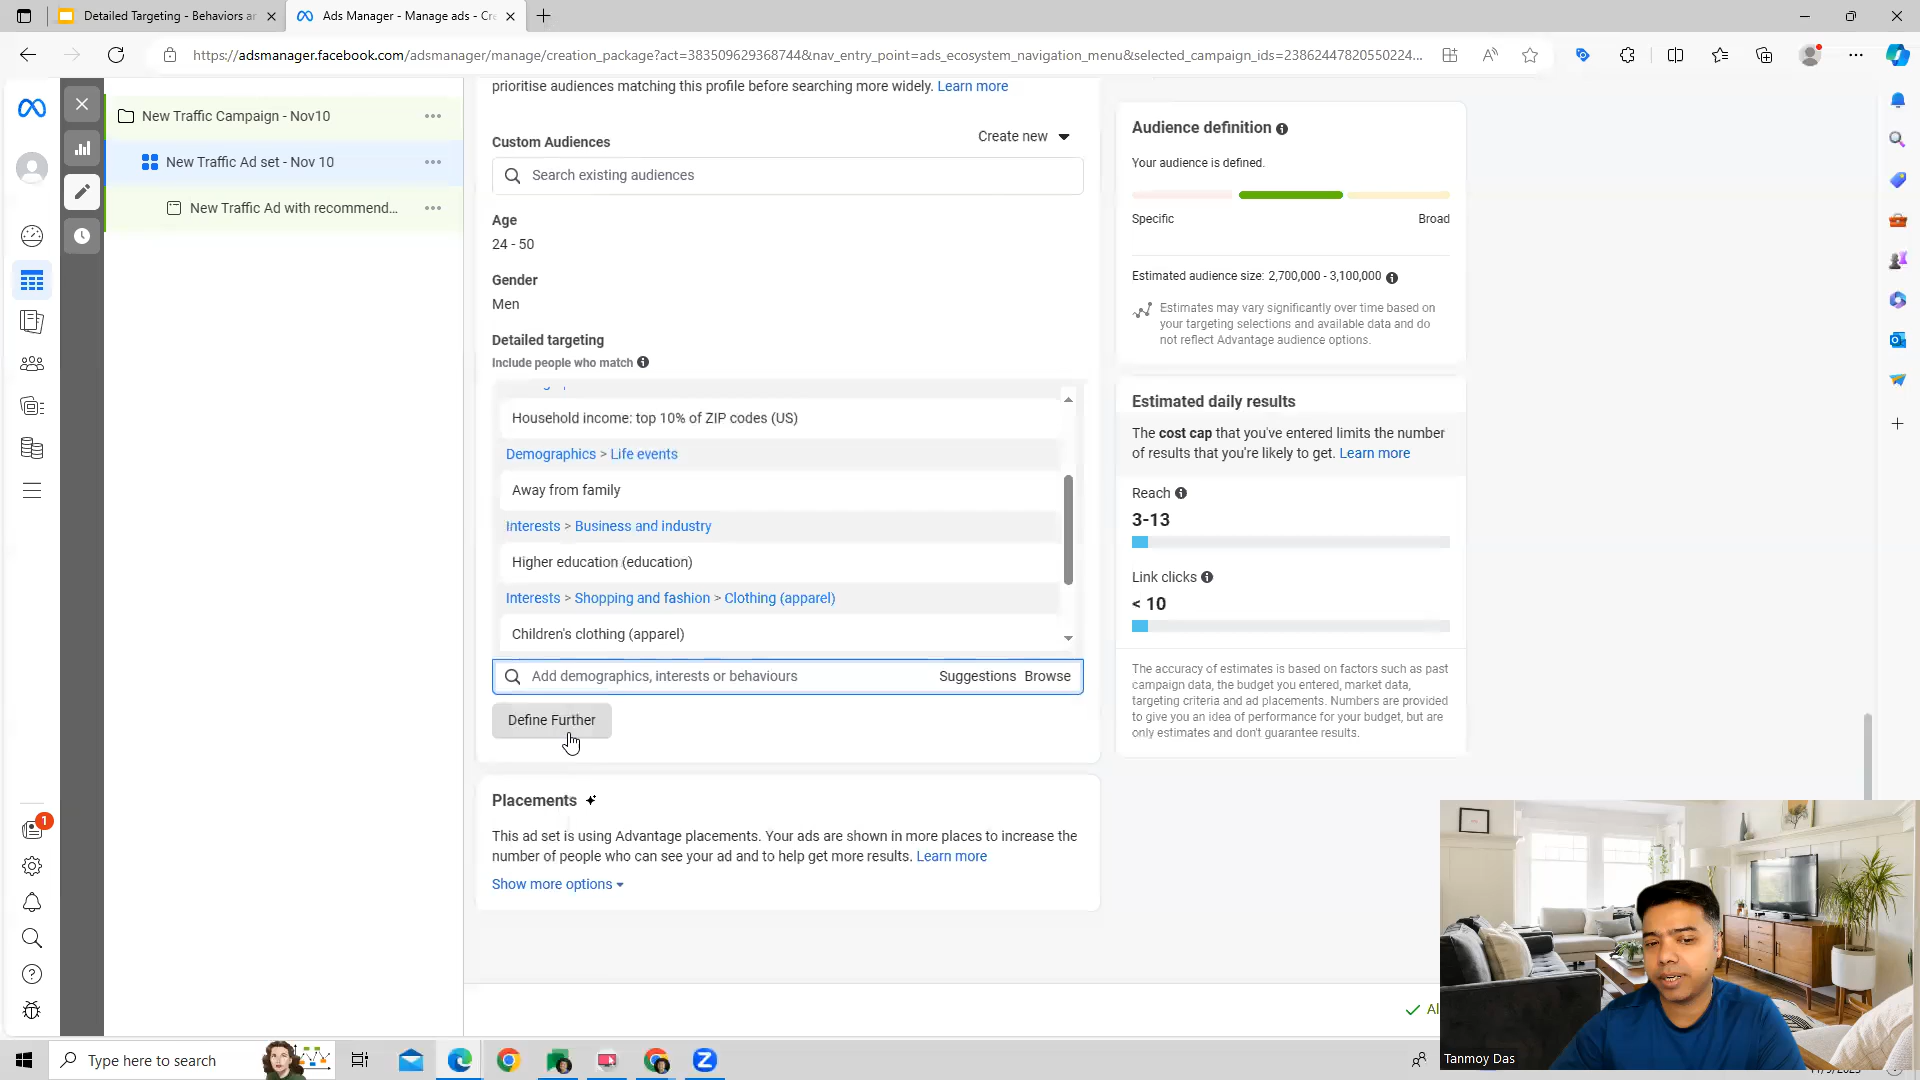 Detailed Targeting - Behaviors ar
Ads Manager - Manage ads - Cre
https://adsmanager.facebook.com/adsmanager/manage/creation_package?act=383509629368744&nav_entry_point=ads_ecosystem_navigation_menu&selected_campaign_ids=23862447820550224...
New Traffic Campaign - Nov10
New Traffic Ad set - Nov 10
New Traffic Ad with recommend...
prioritise audiences matching this profile before searching more widely. Learn more
Custom Audiences
Create new
Search existing audiences
Age
24 - 50
Gender
Men
Detailed targeting
Include people who match
Household income: top 10% of ZIP codes (US)
Demographics > Life events
Away from family
Interests > Business and industry
Higher education (education)
Interests > Shopping and fashion > Clothing (apparel)
Children's clothing (apparel)
Add demographics, interests or behaviours
Suggestions
Browse
Define Further
Placements
This ad set is using Advantage placements. Your ads are shown in more places to increase the
number of people who can see your ad and to help get more results. Learn more
Show more options
Audience definition
Your audience is defined.
Specific
Broad
Estimated audience size: 2,700,000 - 3,100,000
Estimates may vary significantly over time based on
your targeting selections and available data and do
not reflect Advantage audience options.
Estimated daily results
The cost cap that you've entered limits the number
of results that you're likely to get. Learn more
Reach
3-13
Link clicks
< 10
The accuracy of estimates is based on factors such as past
campaign data, the budget you entered, market data,
targeting criteria and ad placements. Numbers are provided
to give you an idea of performance for your budget, but are
only estimates and don't guarantee results.
1
Tanmoy Das
Type here to search